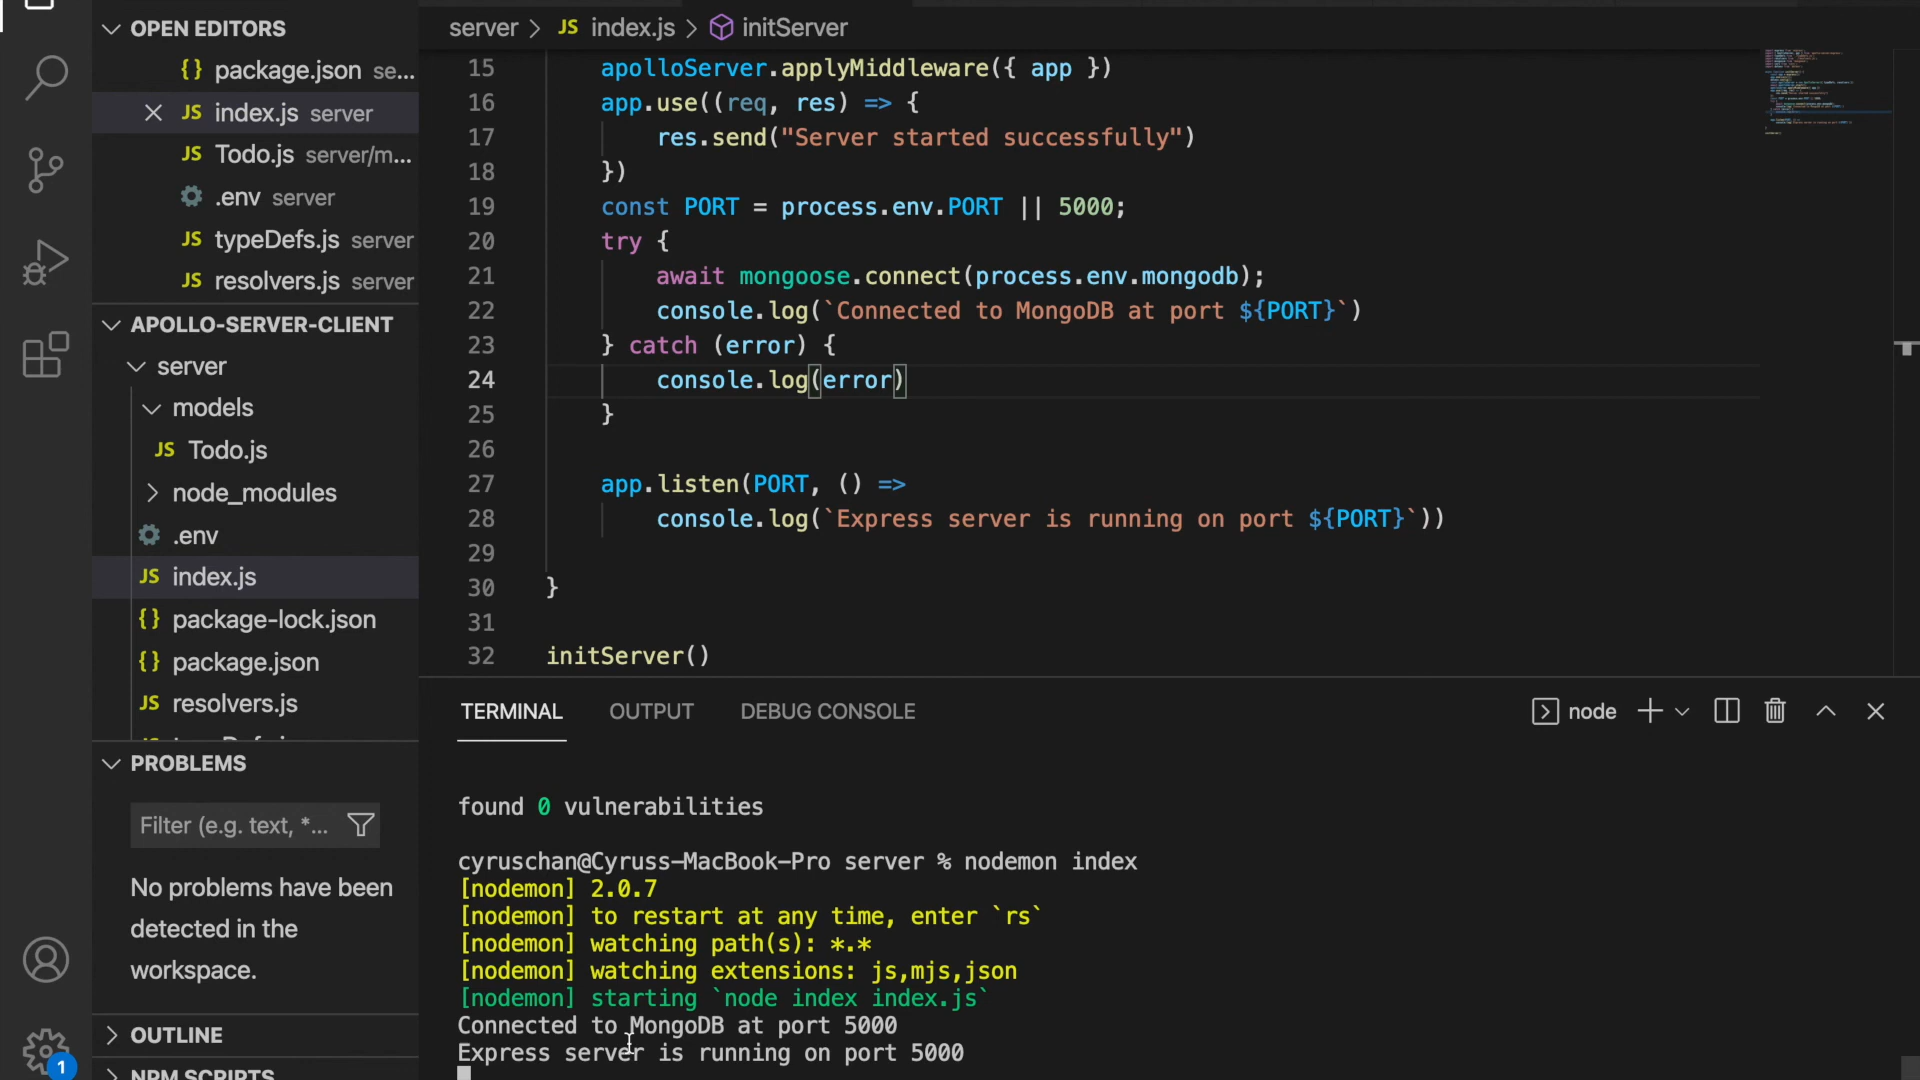 OPEN EDITORS
{} package.json se...
JS index.js server
JS Todo.js server/m...
.env server
JS typeDefs.js server
JS resolvers.js server
APOLLO-SERVER-CLIENT
server
models
JS Todo.js
node_modules
.env
JS index.js
{} package-lock.json
{} package.json
JS resolvers.js
PROBLEMS
Filter (e.g. text, *...
No problems have been
detected in the
workspace.
OUTLINE
NPM SCRIPTS
1
server > JS index.js > initServer
15 apolloServer.applyMiddleware({ app })
16 app.use((req, res) => {
17 res.send("Server started successfully")
18 })
19 const PORT = process.env.PORT || 5000;
20 try {
21 await mongoose.connect(process.env.mongodb);
22 console.log(`Connected to MongoDB at port ${PORT}`)
23 } catch (error) {
24 console.log(error)
25 }
26
27 app.listen(PORT, () =>
28 console.log(`Express server is running on port ${PORT}`))
29
30 }
31
32 initServer()
TERMINAL OUTPUT DEBUG CONSOLE node
found 0 vulnerabilities
cyruschan@Cyruss-MacBook-Pro server % nodemon index
[nodemon] 2.0.7
[nodemon] to restart at any time, enter `rs`
[nodemon] watching path(s): *.*
[nodemon] watching extensions: js,mjs,json
[nodemon] starting `node index index.js`
Connected to MongoDB at port 5000
Express server is running on port 5000